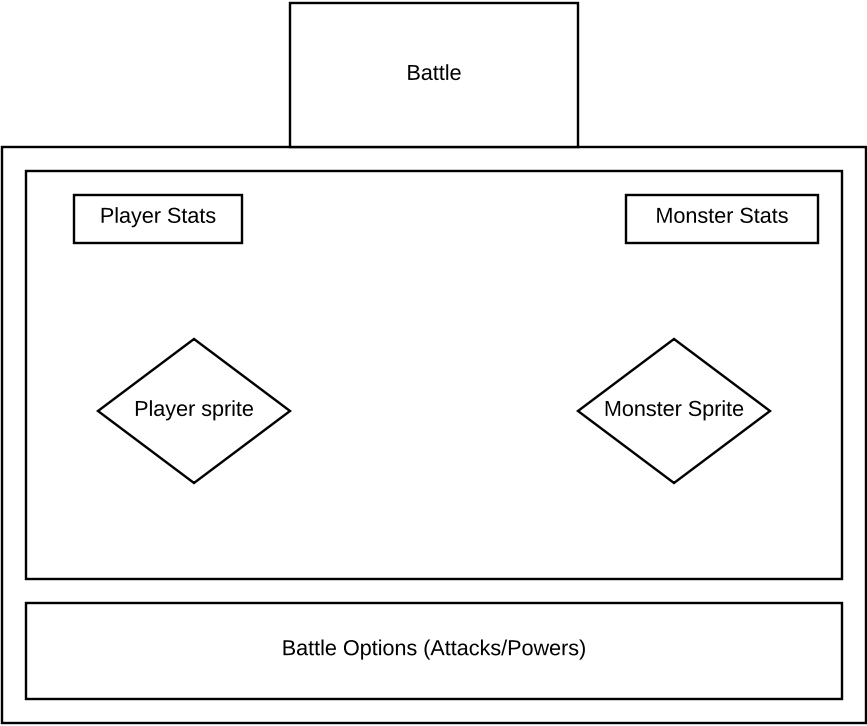 Battle
Player Stats
Monster Stats
Player sprite
Monster Sprite
Battle Options (Attacks/Powers)